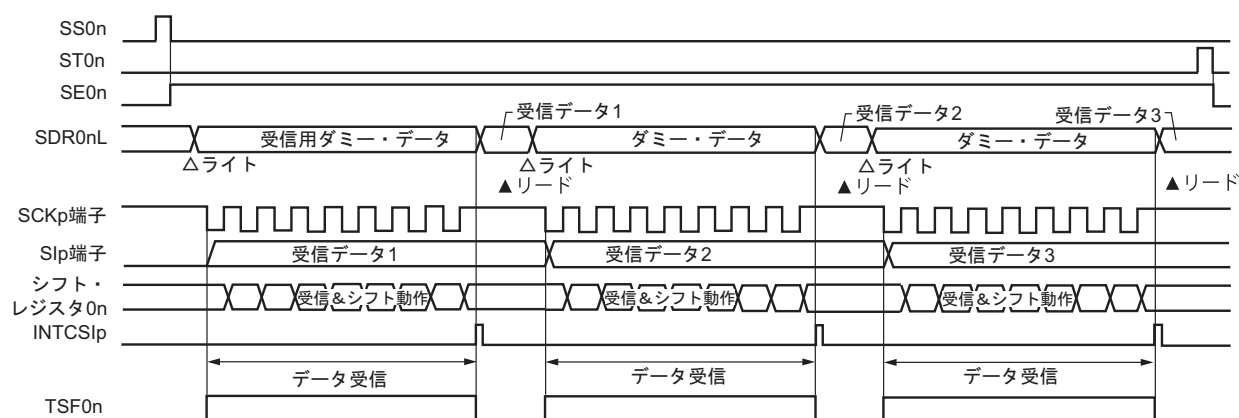 SS0n
ST0n
SE0n
受信データ1
受信データ2
受信データ3
SDR0nL
受信用ダミー・データ
ダミー・データ
ダミー・データ
△ライト
△ライト
△ライト
▲リード
▲リード
▲リード
SCKp端子
SIp端子
受信データ1
受信データ2
受信データ3
シフト・
レジスタ0n
受信&シフト動作
受信&シフト動作
受信&シフト動作
INTCSIp
データ受信
データ受信
データ受信
TSF0n